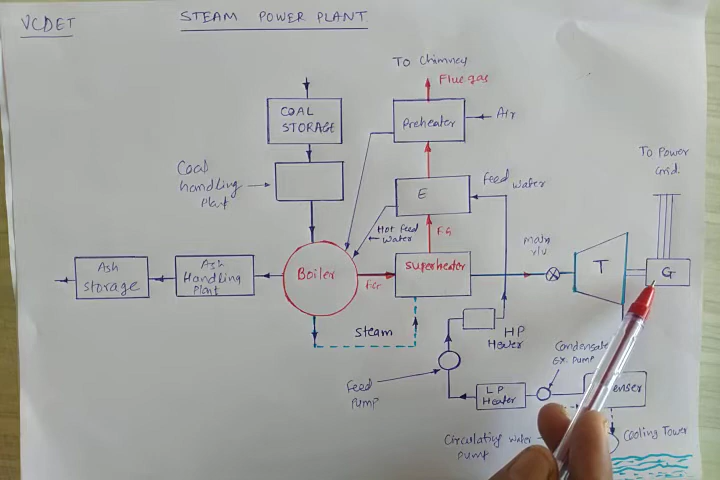 VCDET
STEAM POWER PLANT
To Chimney
Flue gas
COAL
STORAGE
Preheater
Air
To Power
Grid.
Coal
handling
Plant
E
feed water
Hot feed
water
F.G
main
v/v
Ash
Storage
Ash
Handling
Plant
Boiler
F.G
Superheater
T
G
Steam
HP
Heater
Condensate
Ex. Pump
Feed
Pump
LP
Heater
enser
Circulating water
Pump
Cooling Tower